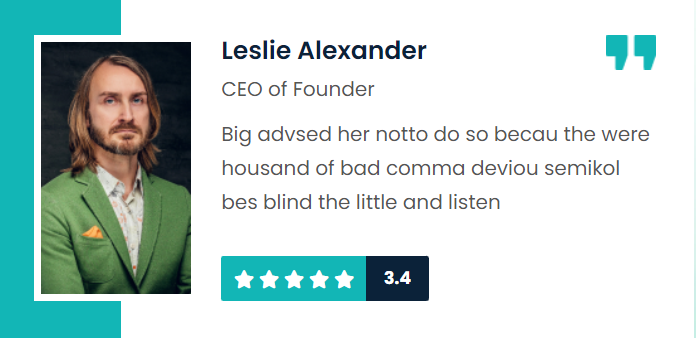 Leslie Alexander
CEO of Founder
Big advsed her notto do so becau the were
housand of bad comma deviou semikol
bes blind the little and listen
3.4